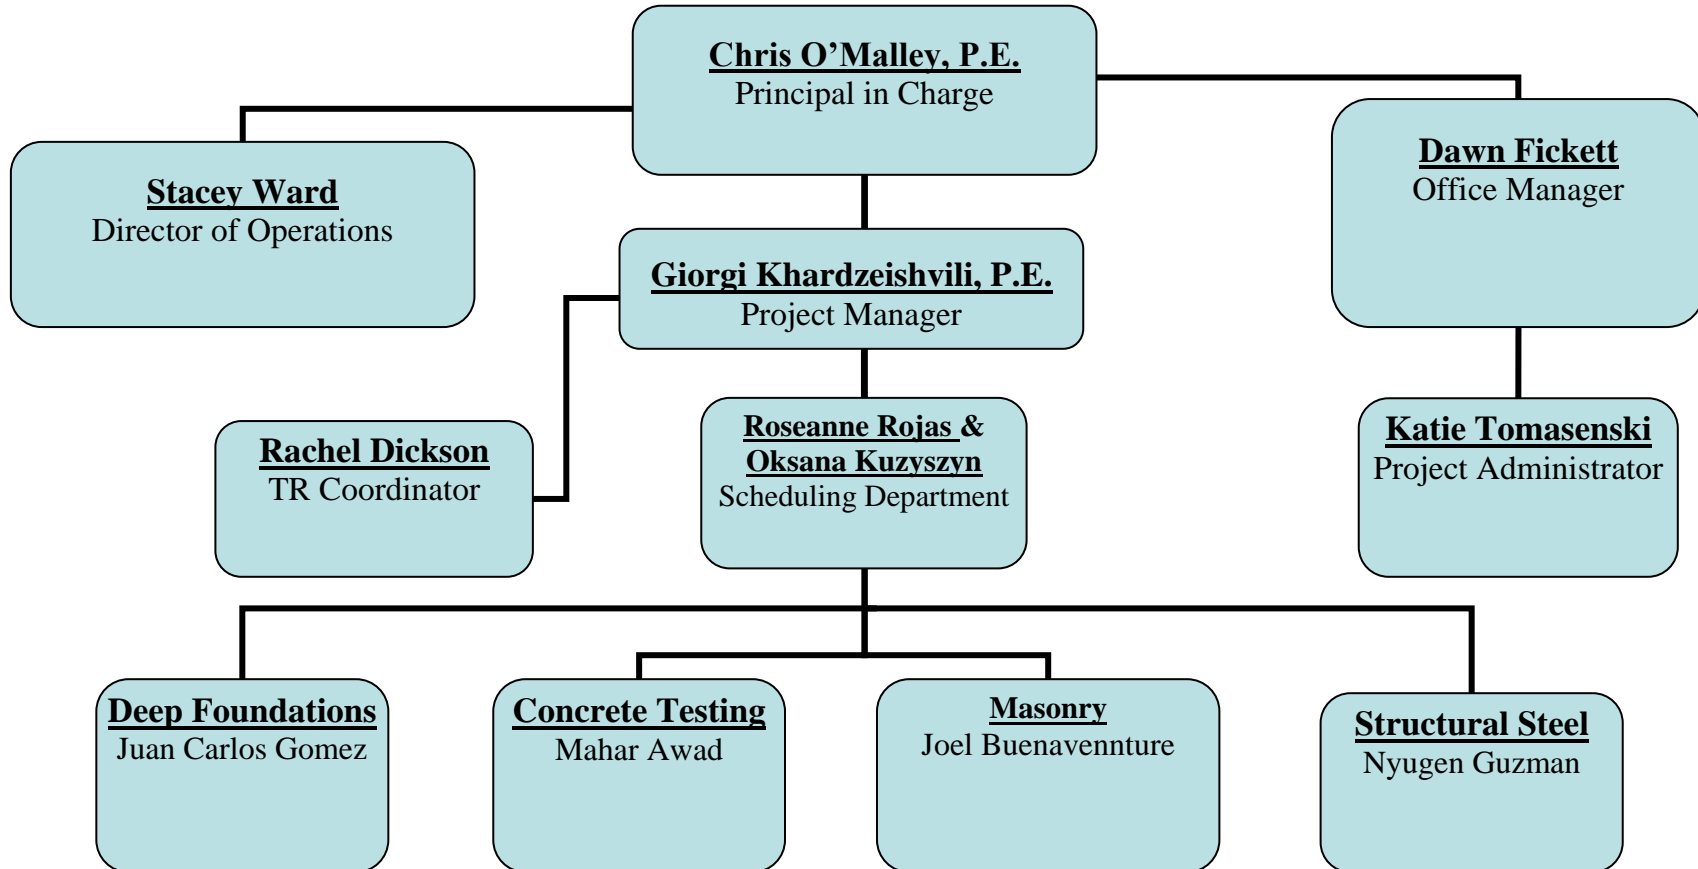 Chris O’Malley, P.E.
Principal in Charge
Stacey Ward
Director of Operations
Dawn Fickett
Office Manager
Giorgi Khardzeishvili, P.E.
Project Manager
Rachel Dickson
TR Coordinator
Roseanne Rojas &
Oksana Kuzyszyn
Scheduling Department
Katie Tomasenski
Project Administrator
Deep Foundations
Juan Carlos Gomez
Concrete Testing
Mahar Awad
Masonry
Joel Buenavennture
Structural Steel
Nyugen Guzman